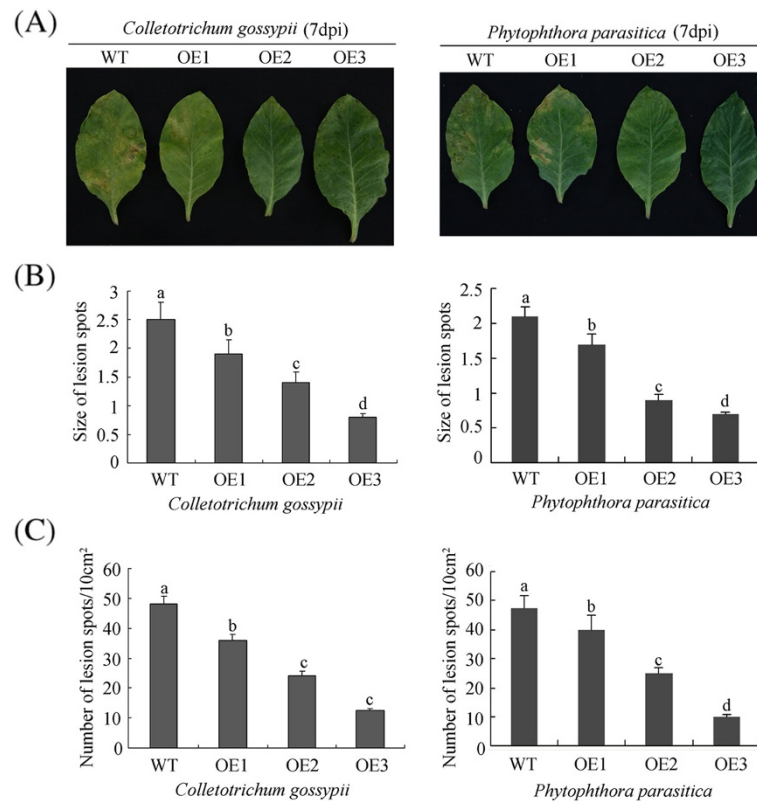 (A)
Colletotrichum gossypii (7dpi)
WT OE1 OE2 OE3
Phytophthora parasitica (7dpi)
WT OE1 OE2 OE3
(B)
Size of lesion spots
3
2.5
2
1.5
1
0.5
0
a
b
c
d
WT OE1 OE2 OE3
Colletotrichum gossypii
Size of lesion spots
2.5
2
1.5
1
0.5
0
a
b
c
d
WT OE1 OE2 OE3
Phytophthora parasitica
(C)
Number of lesion spots/10cm²
60
50
40
30
20
10
0
a
b
c
c
WT OE1 OE2 OE3
Colletotrichum gossypii
Number of lesion spots/10cm²
60
50
40
30
20
10
0
a
b
c
d
WT OE1 OE2 OE3
Phytophthora parasitica